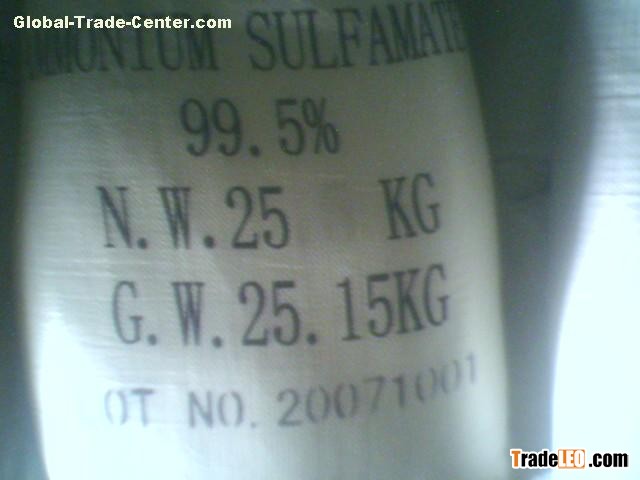 Global-Trade-Center.com
MMONIUM SULFAMATE
99.5%
N.W.25 KG
G.W.25.15KG
OT NO. 20071001
TradeLEO.com